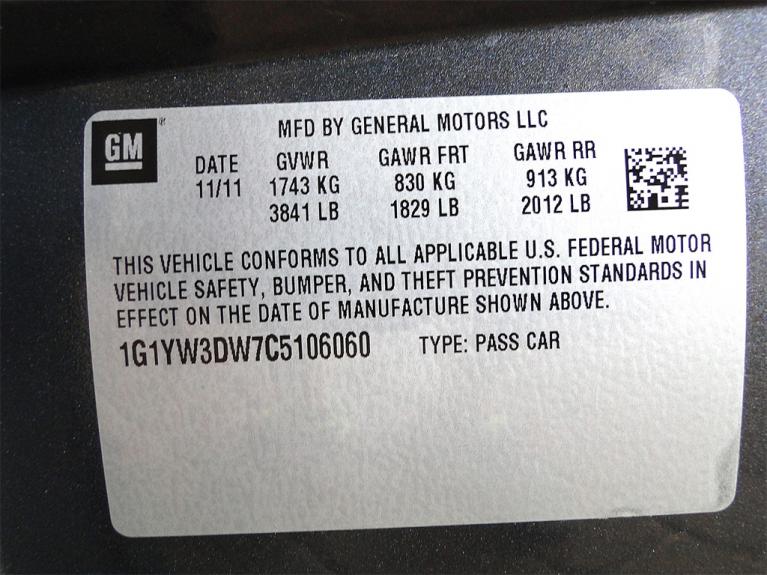 GM®
MFD BY GENERAL MOTORS LLC
DATE GVWR GAWR FRT GAWR RR
11/11 1743 KG 830 KG 913 KG
3841 LB 1829 LB 2012 LB
THIS VEHICLE CONFORMS TO ALL APPLICABLE U.S. FEDERAL MOTOR
VEHICLE SAFETY, BUMPER, AND THEFT PREVENTION STANDARDS IN
EFFECT ON THE DATE OF MANUFACTURE SHOWN ABOVE.
1G1YW3DW7C5106060 TYPE: PASS CAR